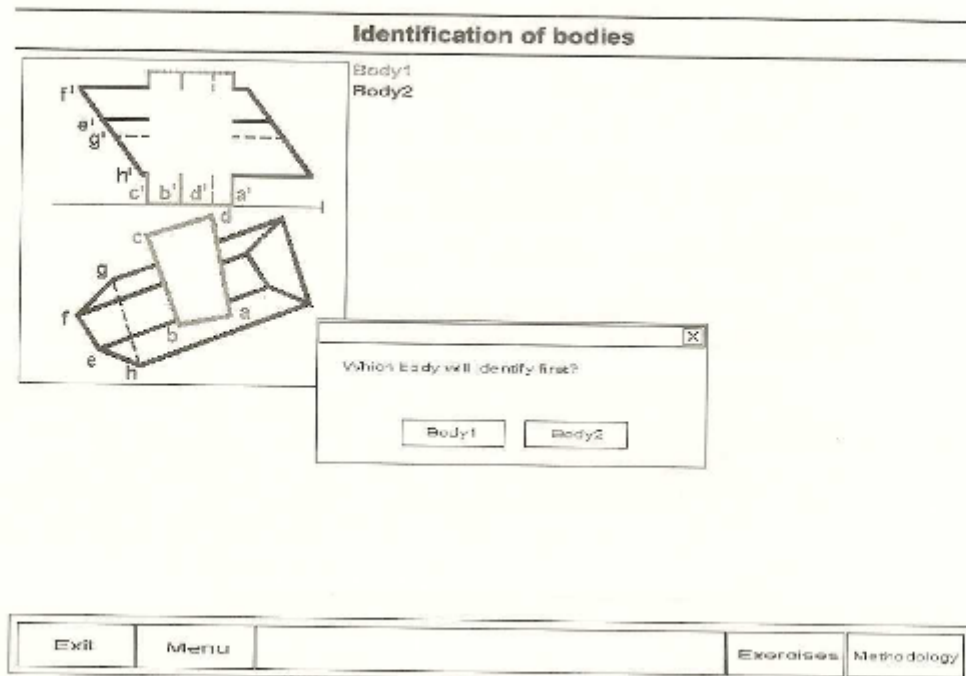 Identification of bodies
Body1
Body2
f'
e'
g'
h'
c' b' d' a'
d
c
g
f
a
b
e
h
Which body will identify first?
X
Body1 Body2
Exit Menu Exercises Methodology